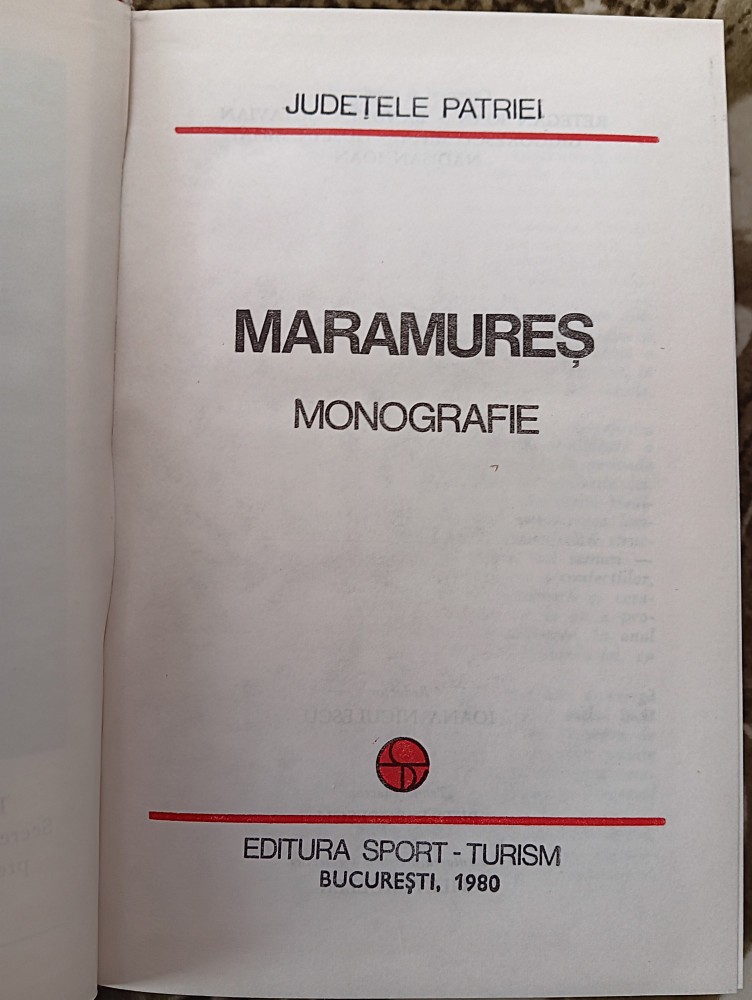 JUDEȚELE PATRIEI
MARAMUREȘ
MONOGRAFIE
EDITURA SPORT-TURISM
BUCUREȘTI, 1980